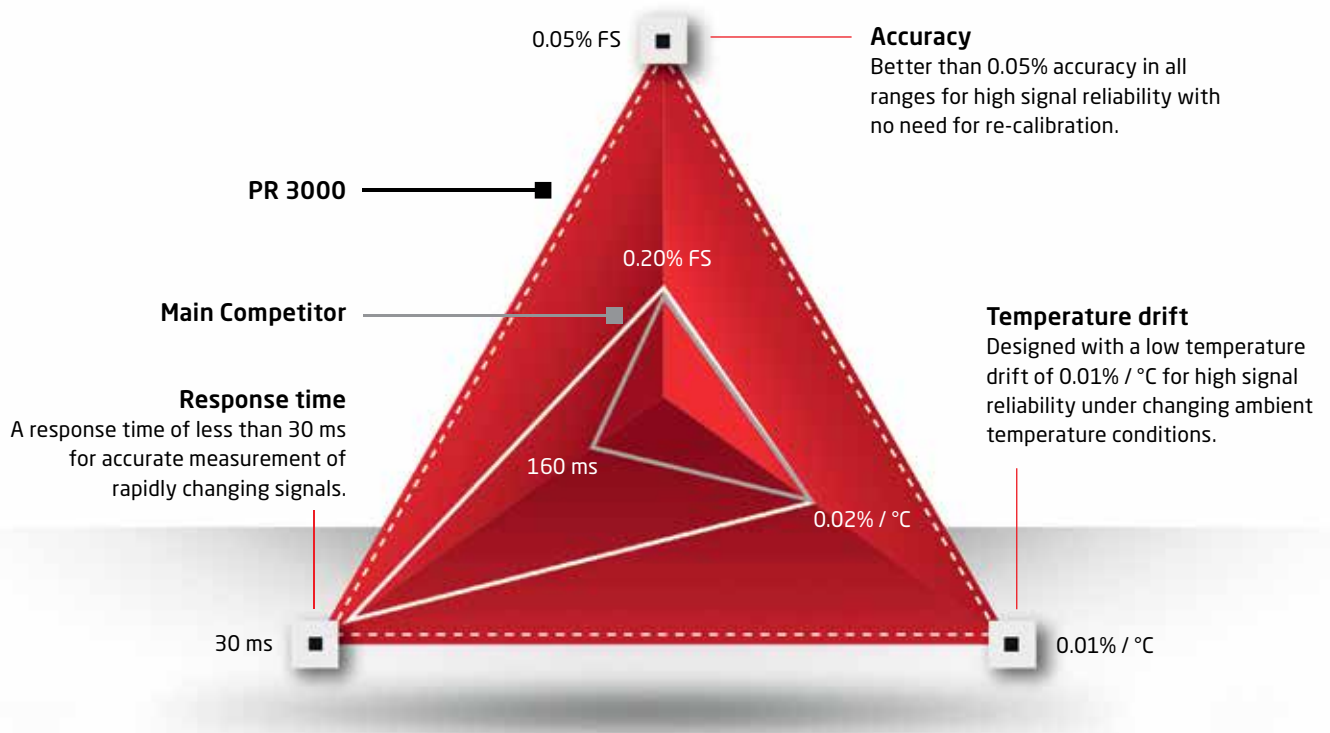 0.05% FS
Accuracy
Better than 0.05% accuracy in all
ranges for high signal reliability with
no need for re-calibration.
PR 3000
0.20% FS
Main Competitor
Temperature drift
Designed with a low temperature
drift of 0.01% / °C for high signal
reliability under changing ambient
temperature conditions.
Response time
A response time of less than 30 ms
for accurate measurement of
rapidly changing signals.
160 ms
0.02% / °C
30 ms
0.01% / °C